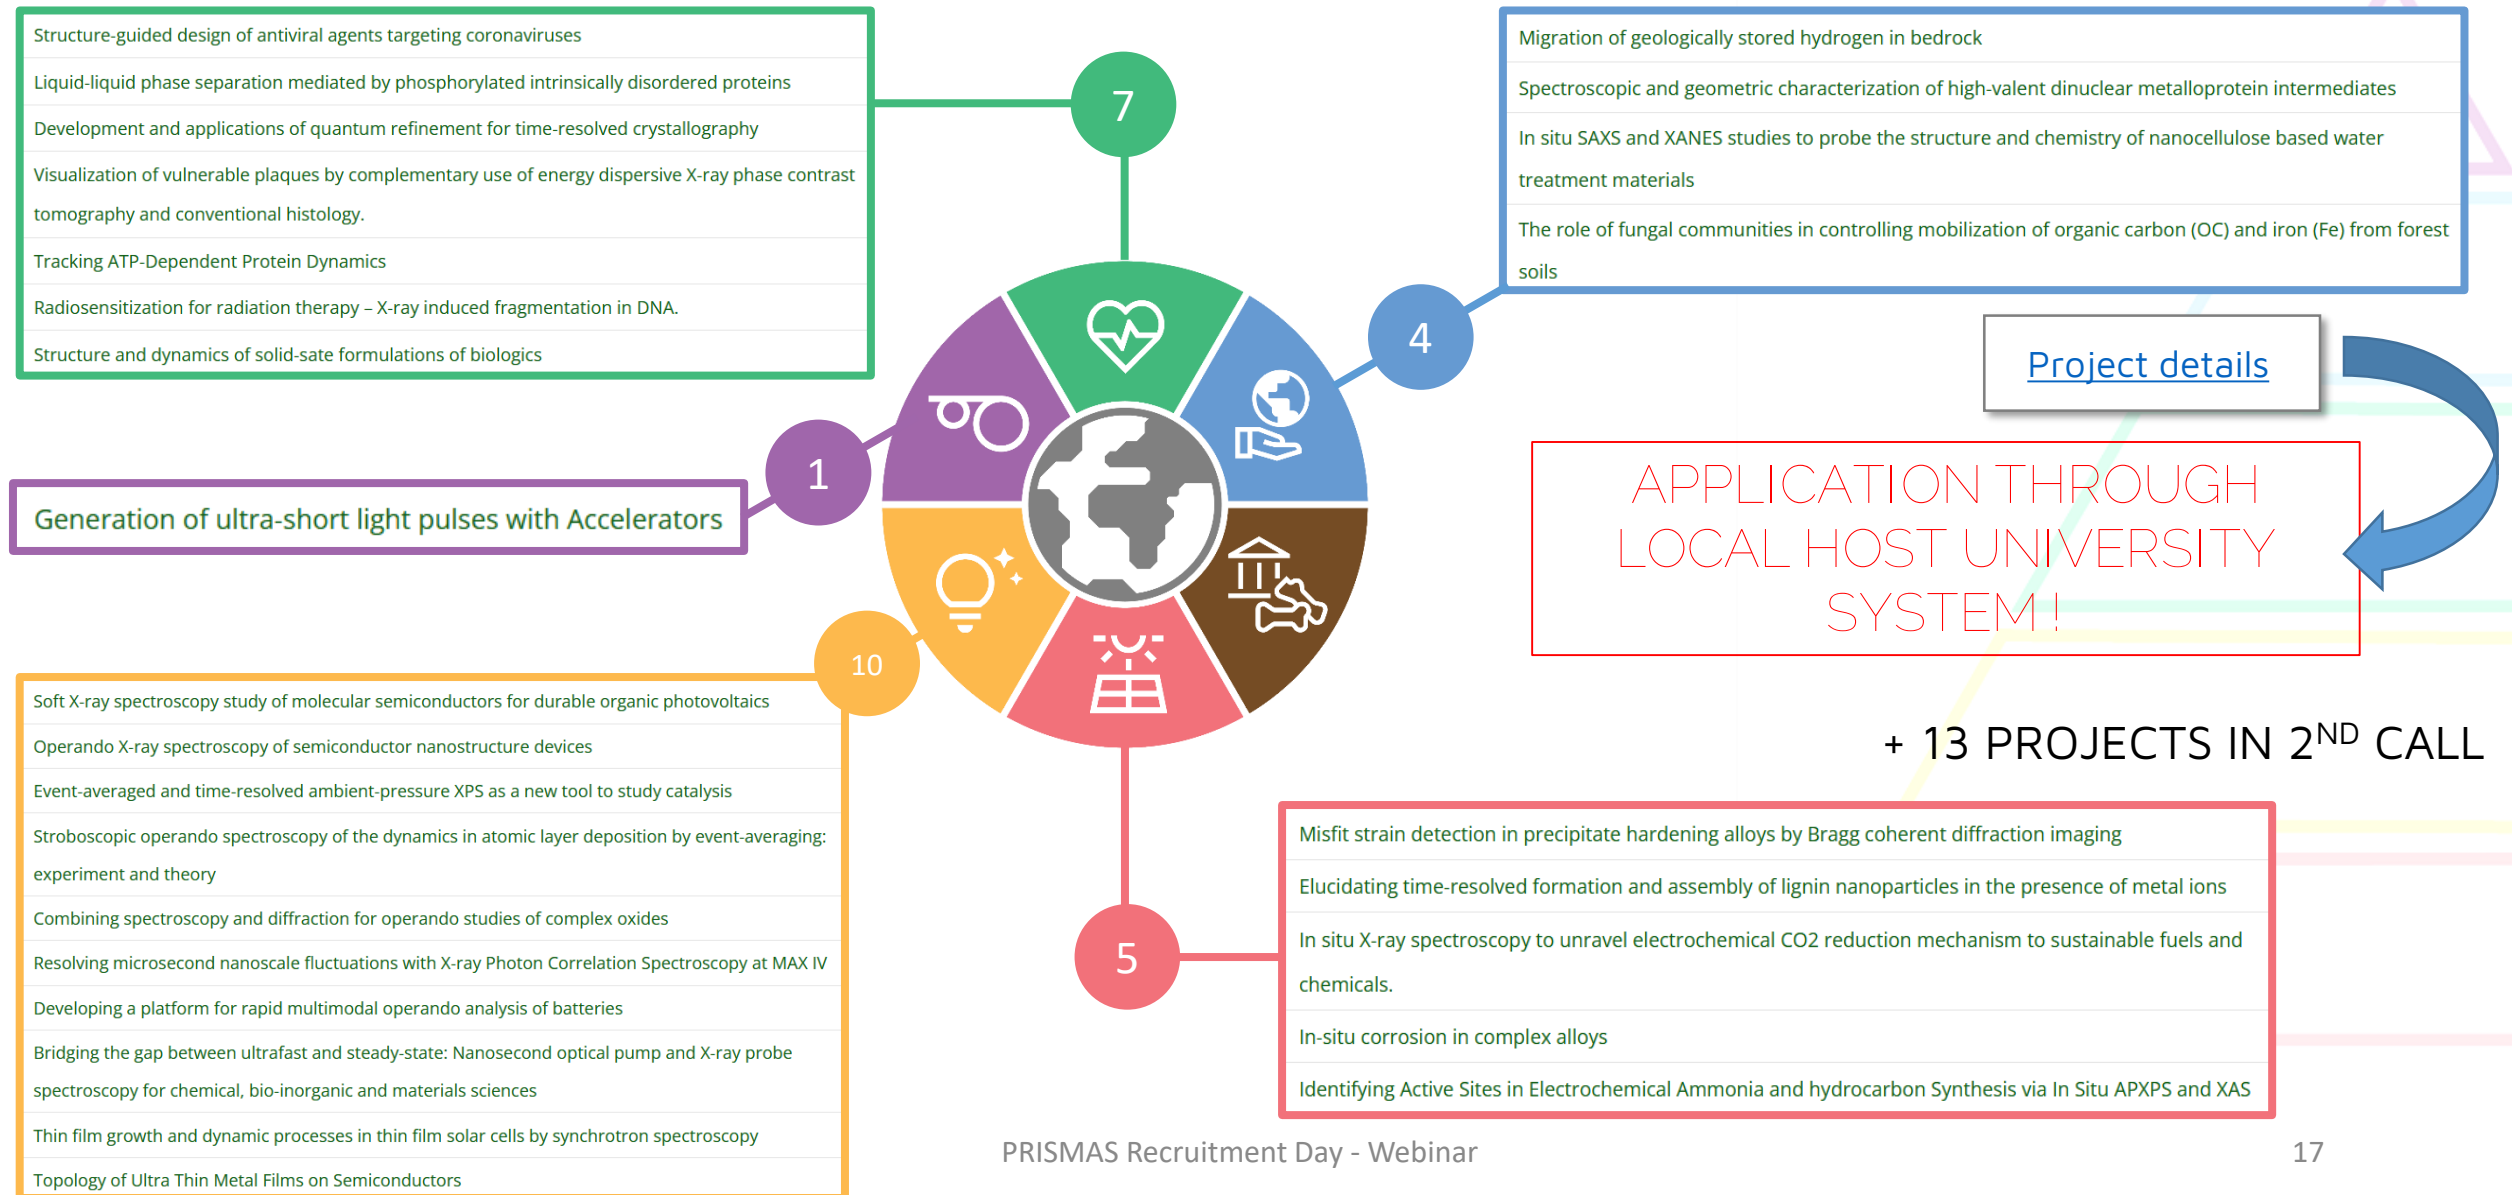 Structure-guided design of antiviral agents targeting coronaviruses
Liquid-liquid phase separation mediated by phosphorylated intrinsically disordered proteins
Development and applications of quantum refinement for time-resolved crystallography
Visualization of vulnerable plaques by complementary use of energy dispersive X-ray phase contrast
tomography and conventional histology.
Tracking ATP-Dependent Protein Dynamics
Radiosensitization for radiation therapy – X-ray induced fragmentation in DNA.
Structure and dynamics of solid-sate formulations of biologics
7
Migration of geologically stored hydrogen in bedrock
Spectroscopic and geometric characterization of high-valent dinuclear metalloprotein intermediates
In situ SAXS and XANES studies to probe the structure and chemistry of nanocellulose based water
treatment materials
The role of fungal communities in controlling mobilization of organic carbon (OC) and iron (Fe) from forest
soils
4
Project details
1
Generation of ultra-short light pulses with Accelerators
APPLICATION THROUGH
LOCAL HOST UNIVERSITY
SYSTEM !
10
Soft X-ray spectroscopy study of molecular semiconductors for durable organic photovoltaics
Operando X-ray spectroscopy of semiconductor nanostructure devices
Event-averaged and time-resolved ambient-pressure XPS as a new tool to study catalysis
Stroboscopic operando spectroscopy of the dynamics in atomic layer deposition by event-averaging:
experiment and theory
Combining spectroscopy and diffraction for operando studies of complex oxides
Resolving microsecond nanoscale fluctuations with X-ray Photon Correlation Spectroscopy at MAX IV
Developing a platform for rapid multimodal operando analysis of batteries
Bridging the gap between ultrafast and steady-state: Nanosecond optical pump and X-ray probe
spectroscopy for chemical, bio-inorganic and materials sciences
Thin film growth and dynamic processes in thin film solar cells by synchrotron spectroscopy
Topology of Ultra Thin Metal Films on Semiconductors
+ 13 PROJECTS IN 2ND CALL
5
Misfit strain detection in precipitate hardening alloys by Bragg coherent diffraction imaging
Elucidating time-resolved formation and assembly of lignin nanoparticles in the presence of metal ions
In situ X-ray spectroscopy to unravel electrochemical CO2 reduction mechanism to sustainable fuels and
chemicals.
In-situ corrosion in complex alloys
Identifying Active Sites in Electrochemical Ammonia and hydrocarbon Synthesis via In Situ APXPS and XAS
PRISMAS Recruitment Day - Webinar
17